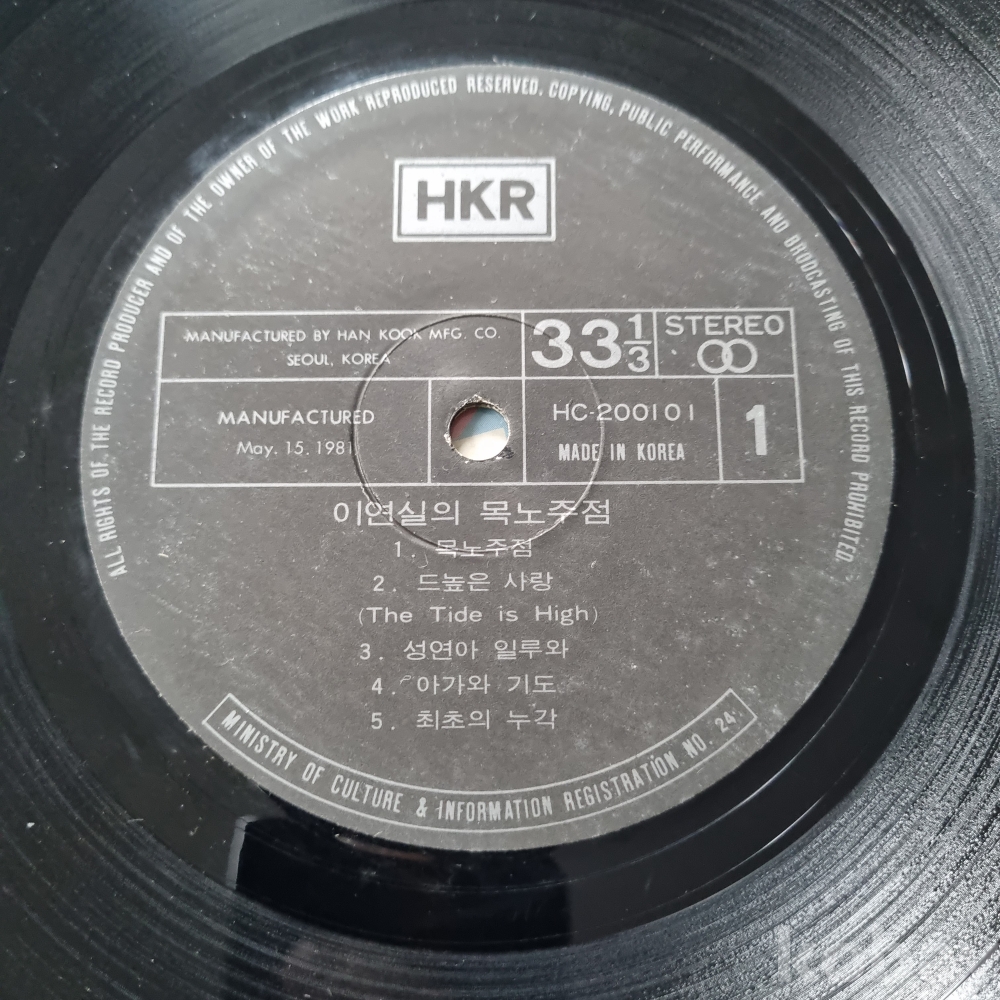 ALL RIGHTS OF THE RECORD PRODUCER AND OF THE OWNER OF THE WORK REPRODUCED RESERVED. COPYING, PUBLIC PERFORMANCE AND BRODCASTING OF THIS RECORD PROHIBITED
HKR
MANUFACTURED BY HAN KOOK MFG. CO.
SEOUL, KOREA
33 1/3
STEREO
MANUFACTURED
May. 15. 1981
HC-200101
MADE IN KOREA
1
이연실의 목노주점
1. 목노주점
2. 드높은 사랑
(The Tide is High)
3. 성연아 일루와
4. 아가와 기도
5. 최초의 누각
MINISTRY OF CULTURE & INFORMATION REGISTRATION NO. 24.